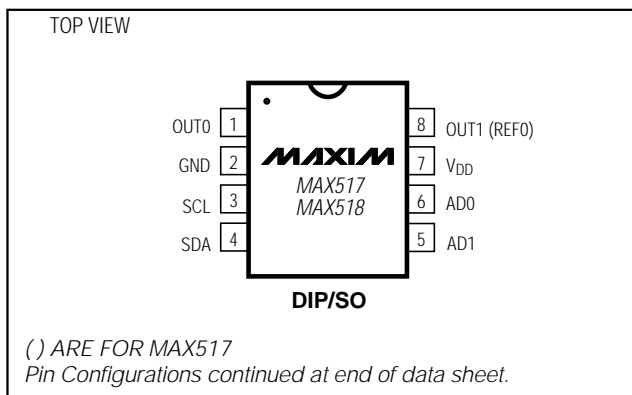 TOP VIEW
OUT0 1
GND 2
SCL 3
SDA 4
MAXIM
MAX517
MAX518
8 OUT1 (REF0)
7 VDD
6 AD0
5 AD1
DIP/SO
( ) ARE FOR MAX517
Pin Configurations continued at end of data sheet.